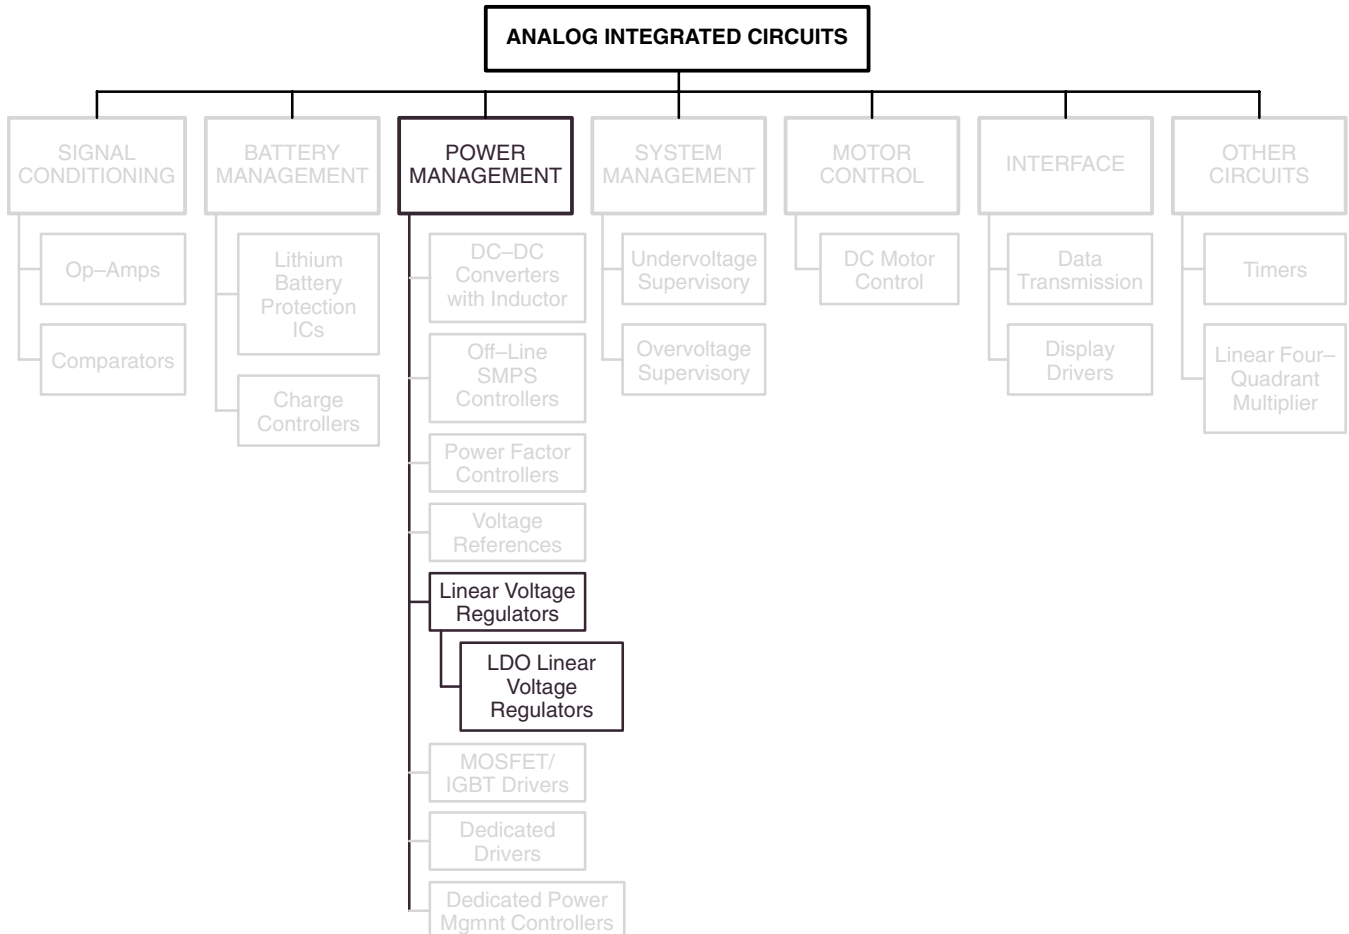 ANALOG INTEGRATED CIRCUITS
SIGNAL
CONDITIONING
BATTERY
MANAGEMENT
POWER
MANAGEMENT
SYSTEM
MANAGEMENT
MOTOR
CONTROL
INTERFACE
OTHER
CIRCUITS
Op–Amps
Comparators
Lithium
Battery
Protection
ICs
Charge
Controllers
DC–DC
Converters
with Inductor
Off–Line
SMPS
Controllers
Power Factor
Controllers
Voltage
References
Linear Voltage
Regulators
LDO Linear
Voltage
Regulators
MOSFET/
IGBT Drivers
Dedicated
Drivers
Dedicated Power
Mgmnt Controllers
Undervoltage
Supervisory
Overvoltage
Supervisory
DC Motor
Control
Data
Transmission
Display
Drivers
Timers
Linear Four–
Quadrant
Multiplier